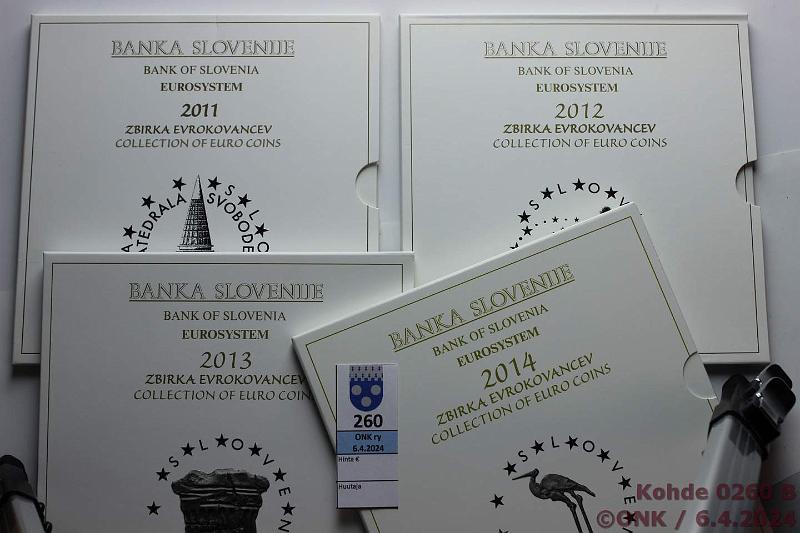 BANKA SLOVENIJE
BANK OF SLOVENIA
EUROSYSTEM
2011
ZBIRKA EVROKOVANCEV
COLLECTION OF EURO COINS
ATEDRALA SVOBODE
SLO
BANKA SLOVENIJE
BANK OF SLOVENIA
EUROSYSTEM
2012
ZBIRKA EVROKOVANCEV
COLLECTION OF EURO COINS
SLOV
BANKA SLOVENIJE
BANK OF SLOVENIA
EUROSYSTEM
2013
ZBIRKA EVROKOVANCEV
COLLECTION OF EURO COIN
SLOVEN
BANKA SLOVENIJE
BANK OF SLOVENIA
EUROSYSTEM
2014
ZBIRKA EVROKOVANCEV
COLLECTION OF EURO COINS
SLOVE
260
ONK ry
6.4.2024
Hinta €
Huutaja
Kohde 0260 B
©ONK / 6.4.2024